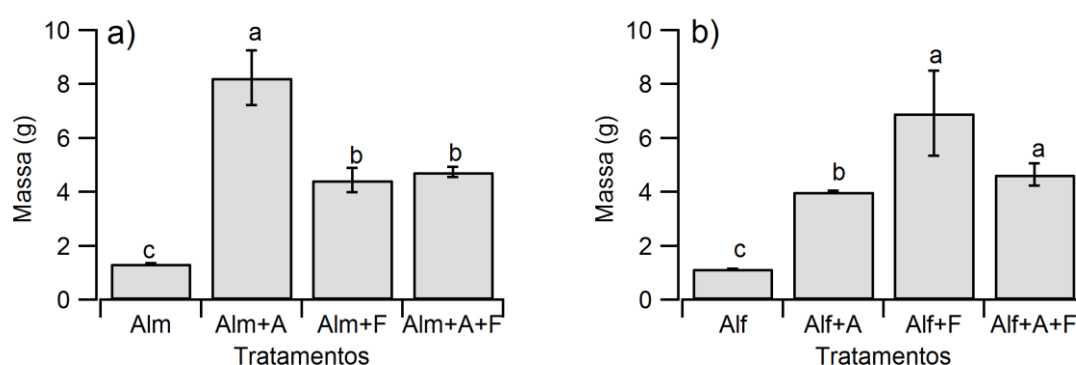 a)
Massa (g)
10
8
6
4
2
0
c
a
b
b
Alm
Alm+A
Alm+F
Alm+A+F
Tratamentos
b)
Massa (g)
10
8
6
4
2
0
c
b
a
a
Alf
Alf+A
Alf+F
Alf+A+F
Tratamentos